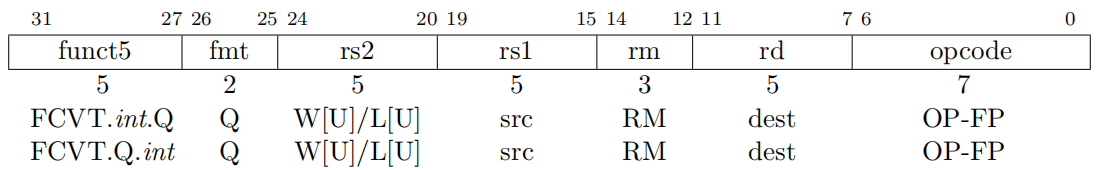 31 27 26 25 24 20 19 15 14 12 11 7 6 0
funct5 fmt rs2 rs1 rm rd opcode
5 2 5 5 3 5 7
FCVT.int.Q Q W[U]/L[U] src RM dest OP-FP
FCVT.Q.int Q W[U]/L[U] src RM dest OP-FP